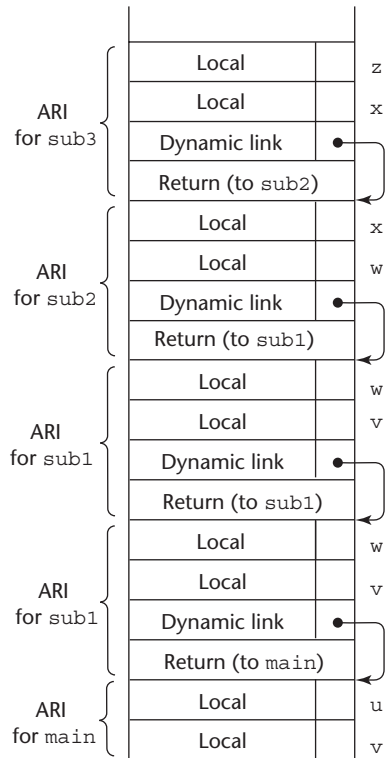 Local z
Local x
ARI
for sub3
Dynamic link
Return (to sub2)
Local x
Local w
ARI
for sub2
Dynamic link
Return (to sub1)
Local w
Local v
ARI
for sub1
Dynamic link
Return (to sub1)
Local w
Local v
ARI
for sub1
Dynamic link
Return (to main)
Local u
ARI
for main
Local v